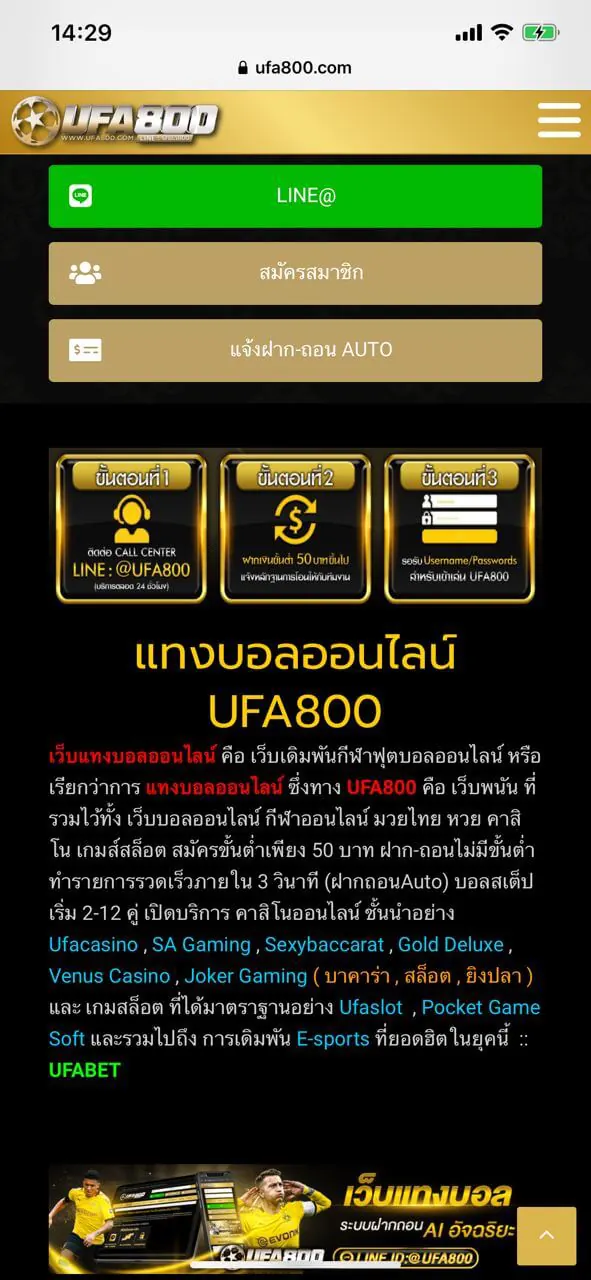 14:29
ufa800.com
UFA800
WWW.UFA800.COM
LINE@
สมัครสมาชิก
แจ้งฝาก-ถอน AUTO
ขั้นตอนที่1
ติดต่อ CALL CENTER
LINE : @UFA800
(บริการตลอด 24 ชั่วโมง)
ขั้นตอนที่2
ฝากเงินขั้นต่ำ 50 บาทขึ้นไป
แจ้งหลักฐานการโอนให้กับทีมงาน
ขั้นตอนที่3
รอรับ Username/Passwords
สำหรับเข้าเล่น UFA800
แทงบอลออนไลน์
UFA800
เว็บแทงบอลออนไลน์ คือ เว็บเดิมพันกีฬาฟุตบอลออนไลน์ หรือ
เรียกว่าการ แทงบอลออนไลน์ ซึ่งทาง UFA800 คือ เว็บพนัน ที่
รวมไว้ทั้ง เว็บบอลออนไลน์ กีฬาออนไลน์ มวยไทย หวย คาสิ
โน เกมส์สล็อต สมัครขั้นต่ำเพียง 50 บาท ฝาก-ถอนไม่มีขั้นต่ำ
ทำรายการรวดเร็วภายใน 3 วินาที (ฝากถอนAuto) บอลสเต็ป
เริ่ม 2-12 คู่ เปิดบริการ คาสิโนออนไลน์ ชั้นนำอย่าง
Ufacasino , SA Gaming , Sexybaccarat , Gold Deluxe ,
Venus Casino , Joker Gaming ( บาคาร่า , สล็อต , ยิงปลา )
และ เกมสล็อต ที่ได้มาตราฐานอย่าง Ufaslot , Pocket Game
Soft และรวมไปถึง การเดิมพัน E-sports ที่ยอดฮิตในยุคนี้ ::
UFABET
เว็บแทงบอล
ระบบฝากถอน AI อัจฉริยะ
EVONIK
UFA800
LINE ID:@UFA800